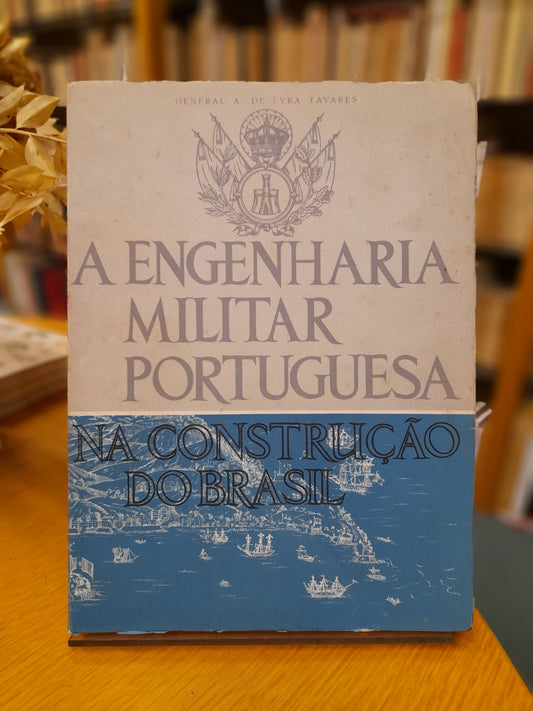 GENERAL A. DE LYRA TAVARES
A ENGENHARIA
MILITAR
PORTUGUESA
NA CONSTRUÇÃO
DO BRASIL